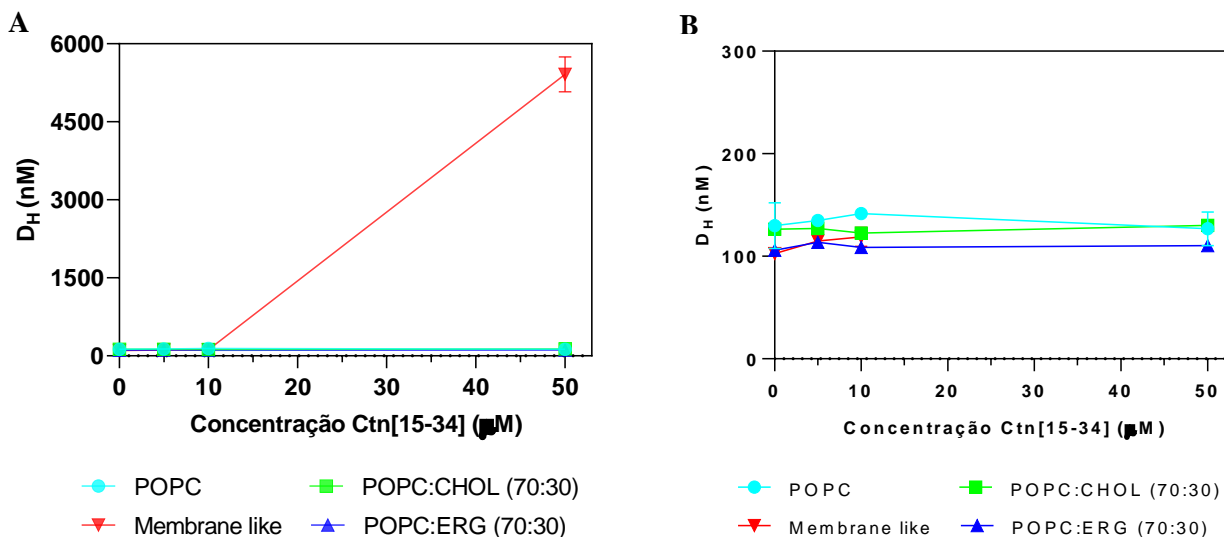 A
6000
4500
3000
1500
0
D_H (nM)
0 10 20 30 40 50
Concentração Ctn[15-34] (µM)
POPC
POPC:CHOL (70:30)
Membrane like
POPC:ERG (70:30)
B
300
200
100
0
D_H (nM)
0 10 20 30 40 50
Concentração Ctn[15-34] (µM)
POPC
POPC:CHOL (70:30)
Membrane like
POPC:ERG (70:30)